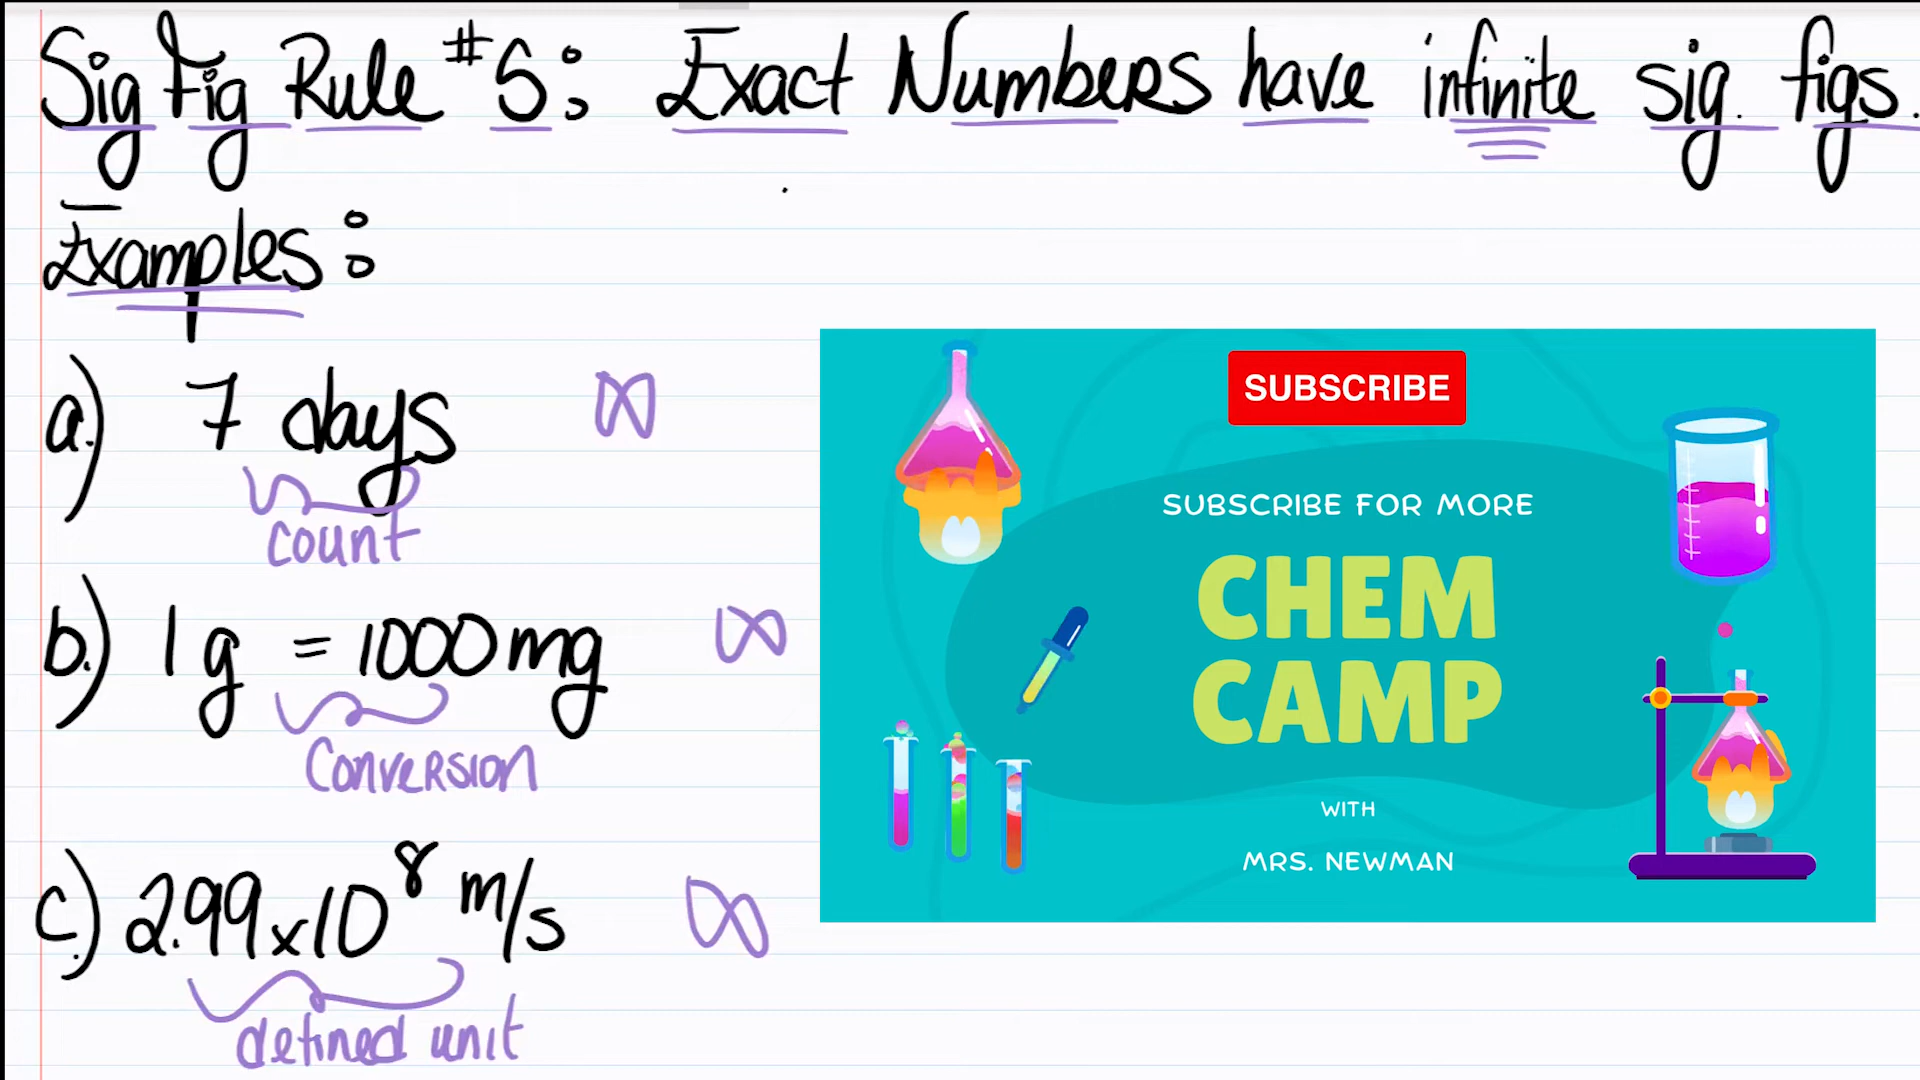 Sig Fig Rule #5: Exact Numbers have infinite sig. figs.
Examples:
a.) 7 days ∞
count
b.) 1 g = 1000 mg ∞
Conversion
c.) 2.99x10⁸ m/s ∞
defined unit
SUBSCRIBE
SUBSCRIBE FOR MORE
CHEM
CAMP
WITH
MRS. NEWMAN